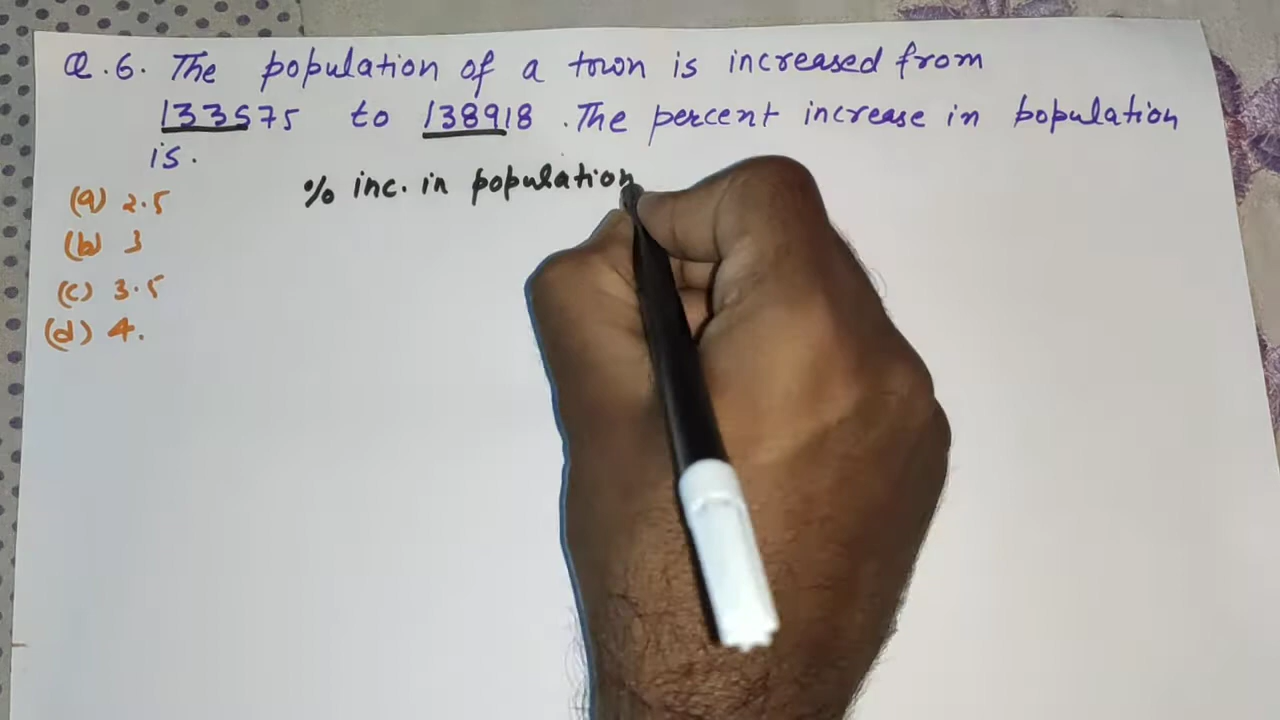 Q.6. The population of a town is increased from
133575 to 138918. The percent increase in population
is.
% inc. in population
(a) 2.5
(b) 3
(c) 3.5
(d) 4.